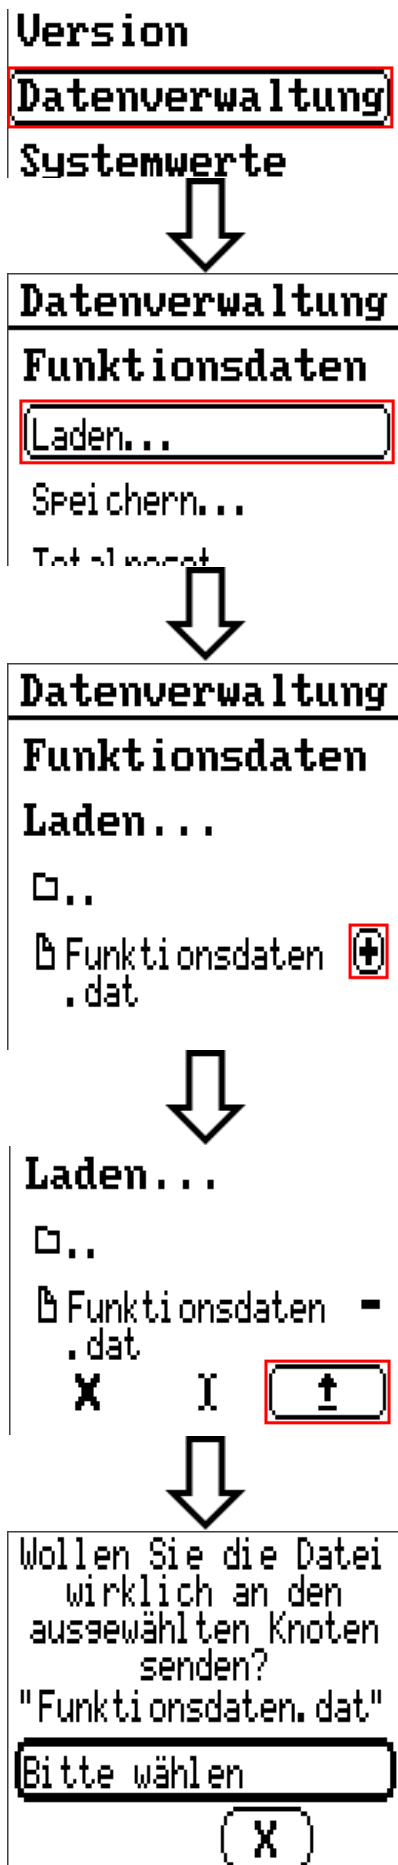 Version
Datenverwaltung
Systemwerte
Datenverwaltung
Funktionsdaten
Laden...
Speichern...
Datenverwaltung
Funktionsdaten
Laden...
..
Funktionsdaten +
.dat
Laden...
..
Funktionsdaten -
.dat
X I
Wollen Sie die Datei
wirklich an den
ausgewählten Knoten
senden?
"Funktionsdaten.dat"
Bitte wählen
X